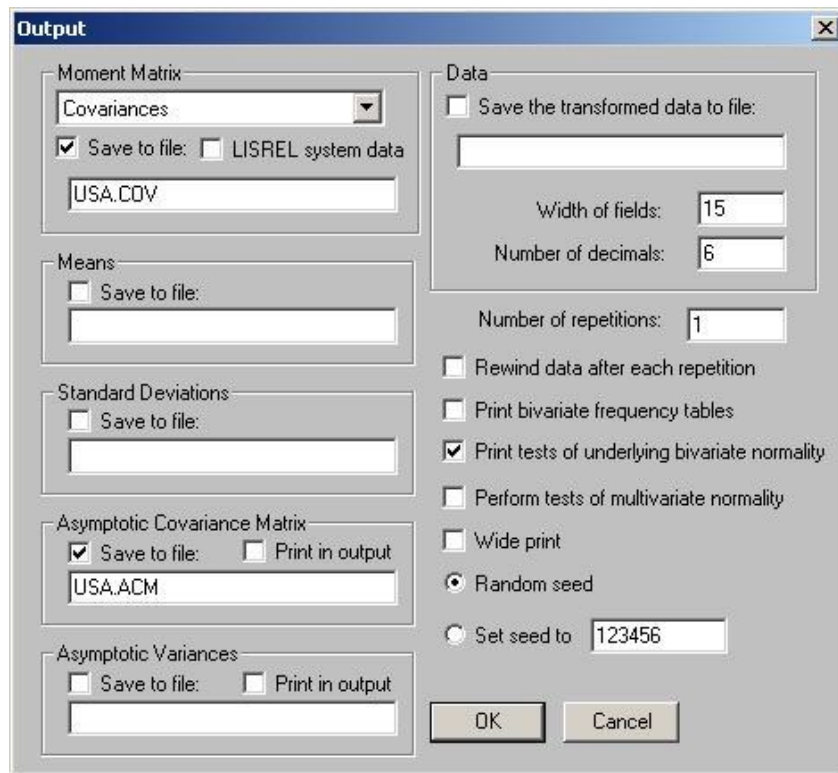 Output
Moment Matrix
Covariances
Save to file: LISREL system data
USA.COV
Means
Save to file:
Standard Deviations
Save to file:
Asymptotic Covariance Matrix
Save to file: Print in output
USA.ACM
Asymptotic Variances
Save to file: Print in output
Data
Save the transformed data to file:
Width of fields: 15
Number of decimals: 6
Number of repetitions: 1
Rewind data after each repetition
Print bivariate frequency tables
Print tests of underlying bivariate normality
Perform tests of multivariate normality
Wide print
Random seed
Set seed to 123456
OK Cancel